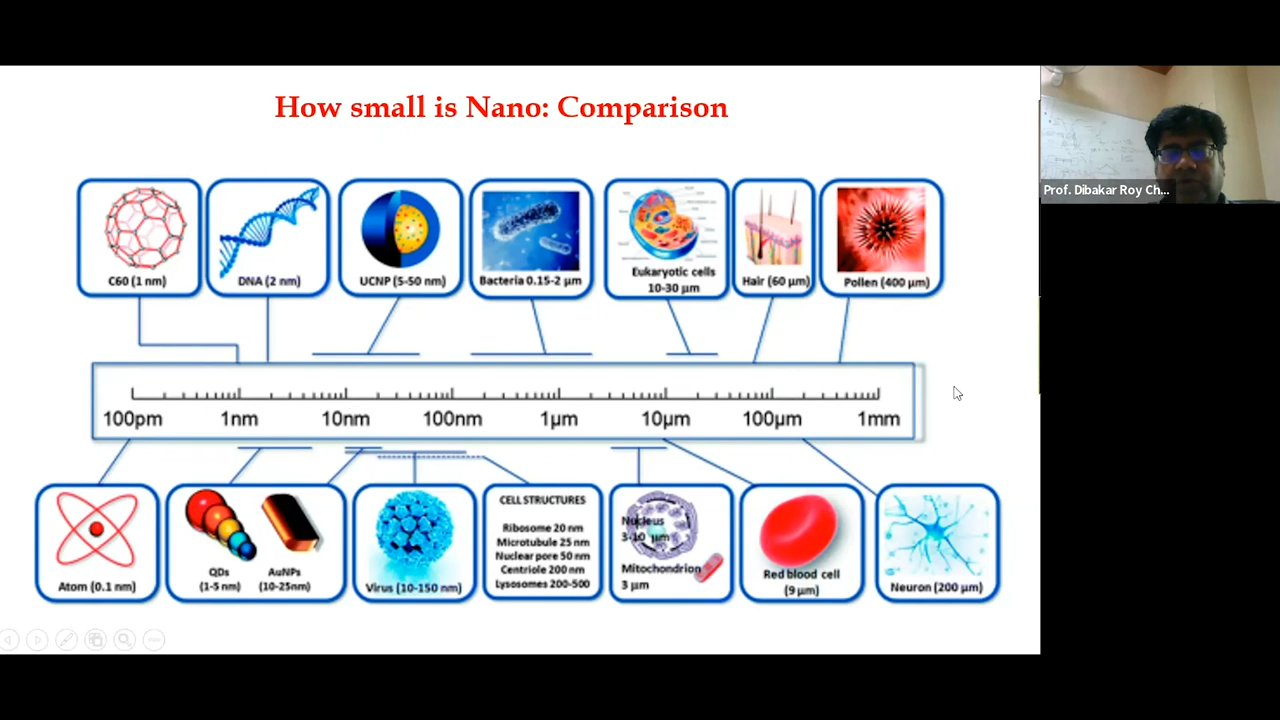 How small is Nano: Comparison
Prof. Dibakar Roy Ch...
C60 (1 nm)
DNA (2 nm)
UCNP (5-50 nm)
Bacteria 0.15-2 µm
Eukaryotic cells
10-30 µm
Hair (60 µm)
Pollen (400 µm)
100pm 1nm 10nm 100nm 1µm 10µm 100µm 1mm
Atom (0.1 nm)
QDs
(1-5 nm)
AuNPs
(10-25nm)
Virus (10-150 nm)
CELL STRUCTURES
Ribosome 20 nm
Microtubule 25 nm
Nuclear pore 50 nm
Centriole 200 nm
Lysosomes 200-500
Nucleus
3-10 µm
Mitochondrion
3 µm
Red blood cell
(9 µm)
Neuron (200 µm)